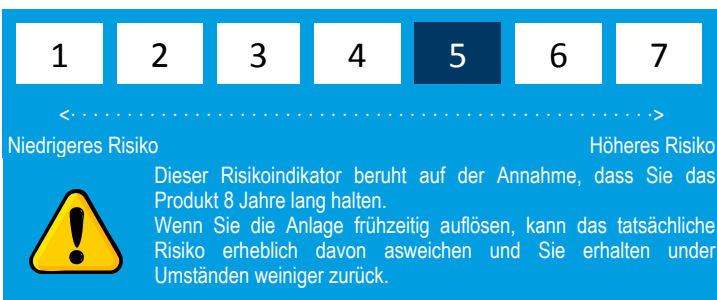 1 2 3 4 5 6 7
<· · · · · · · · · · · · · · · · · · · · · · · · · · · · · · · · · · · · · · · · · · · · · · · · · · · ·>
Niedrigeres Risiko Höheres Risiko
Dieser Risikoindikator beruht auf der Annahme, dass Sie das
Produkt 8 Jahre lang halten.
Wenn Sie die Anlage frühzeitig auflösen, kann das tatsächliche
Risiko erheblich davon asweichen und Sie erhalten under
Umständen weiniger zurück.